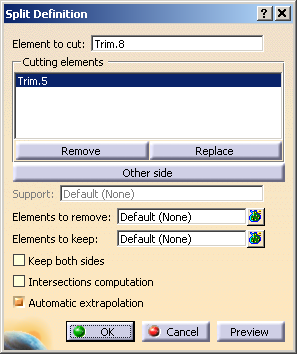 Split Definition
Element to cut: Trim.8
Cutting elements
Trim.5
Remove Replace
Other side
Support: Default (None)
Elements to remove: Default (None)
Elements to keep: Default (None)
Keep both sides
Intersections computation
Automatic extrapolation
OK Cancel Preview